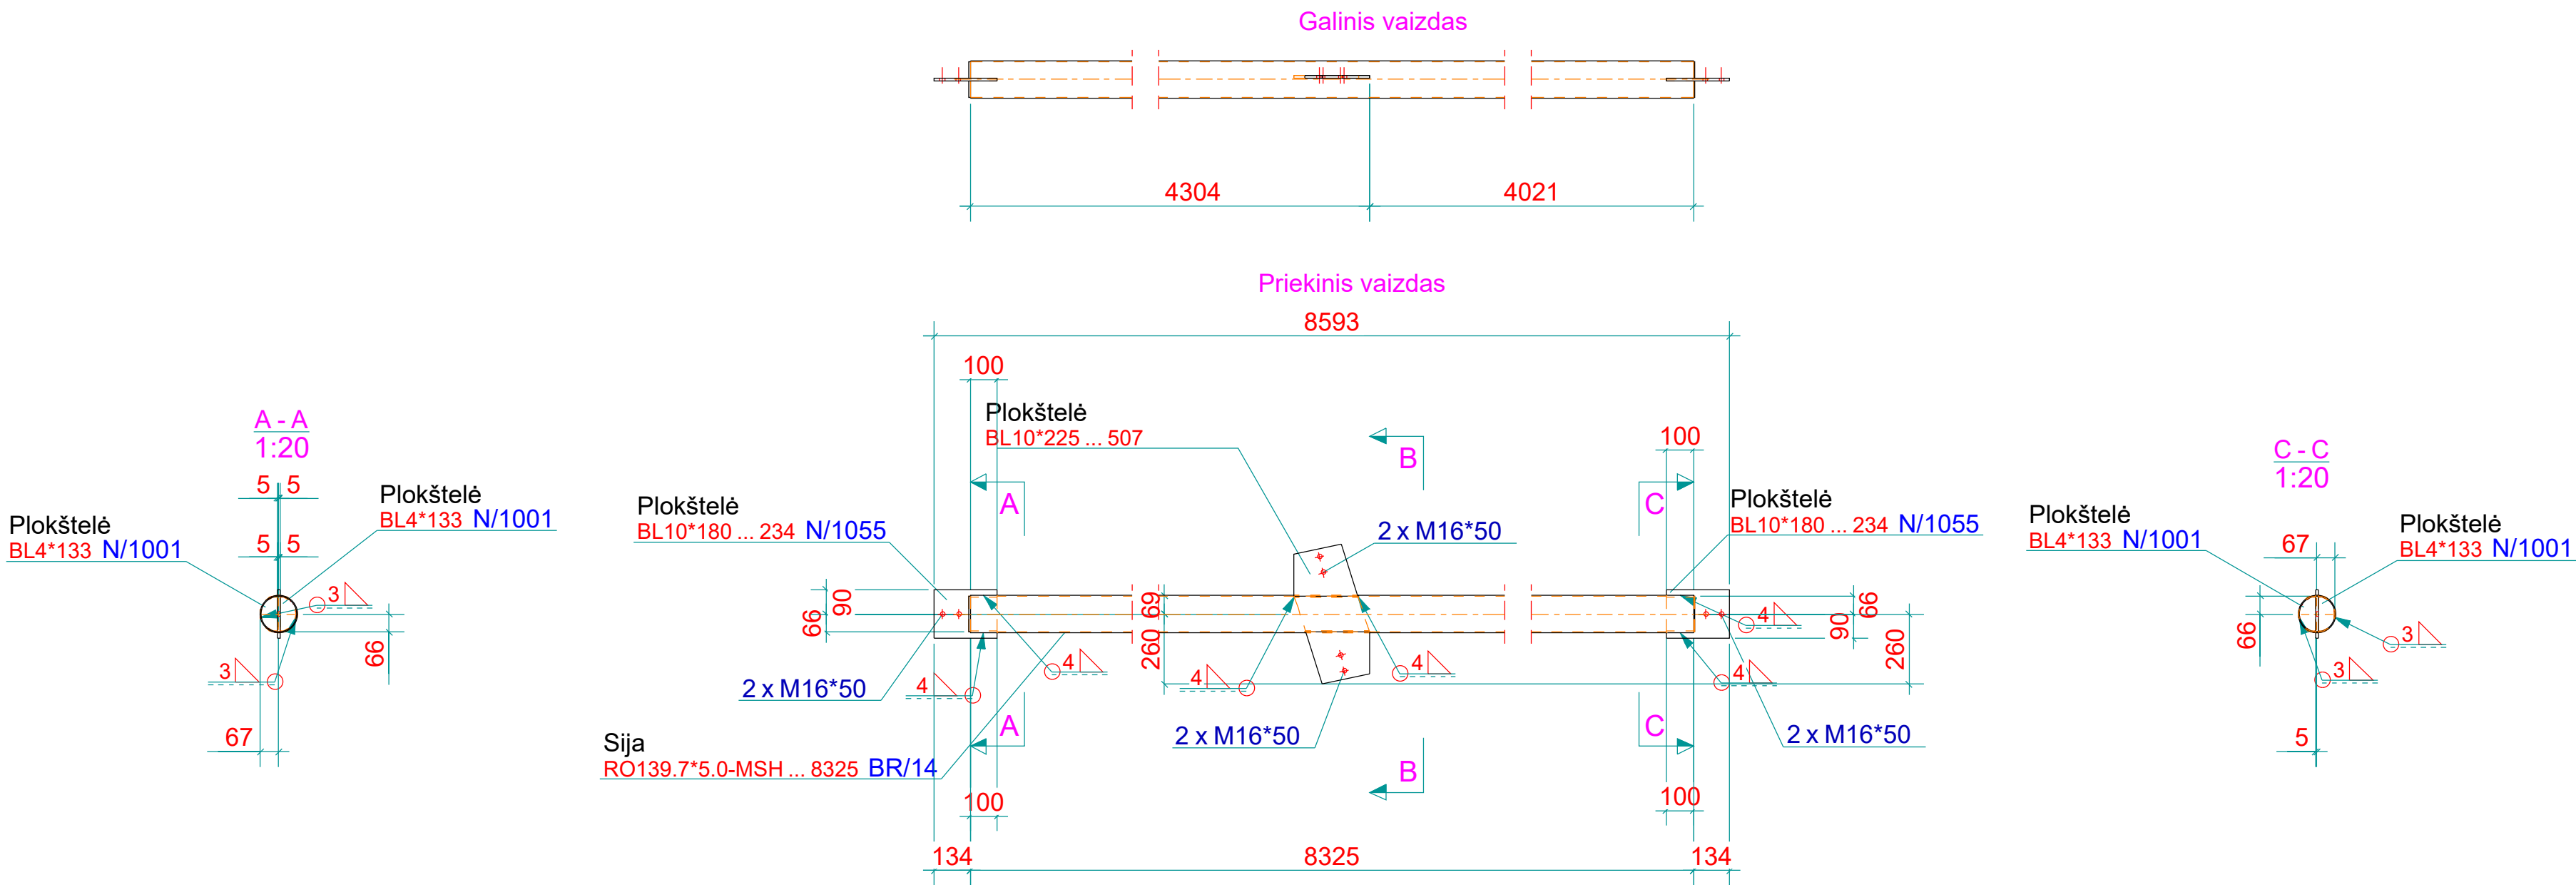 Galinis vaizdas
4304
4021
Priekinis vaizdas
8593
100
Plokštelė
BL10*225 ... 507
B
100
A - A
1:20
5 5
Plokštelė
BL4*133 N/1001
Plokštelė
BL4*133 N/1001
5 5
3
3
66
67
Plokštelė
BL10*180 ... 234 N/1055
A
2 x M16*50
C
Plokštelė
BL10*180 ... 234 N/1055
66
90
69
260
4
4
4
4
4
4
66
90
260
2 x M16*50
2 x M16*50
2 x M16*50
A
B
C
Sija
RO139.7*5.0-MSH ... 8325 BR/14
100
100
134
8325
134
C - C
1:20
Plokštelė
BL4*133 N/1001
67
Plokštelė
BL4*133 N/1001
66
3
3
5